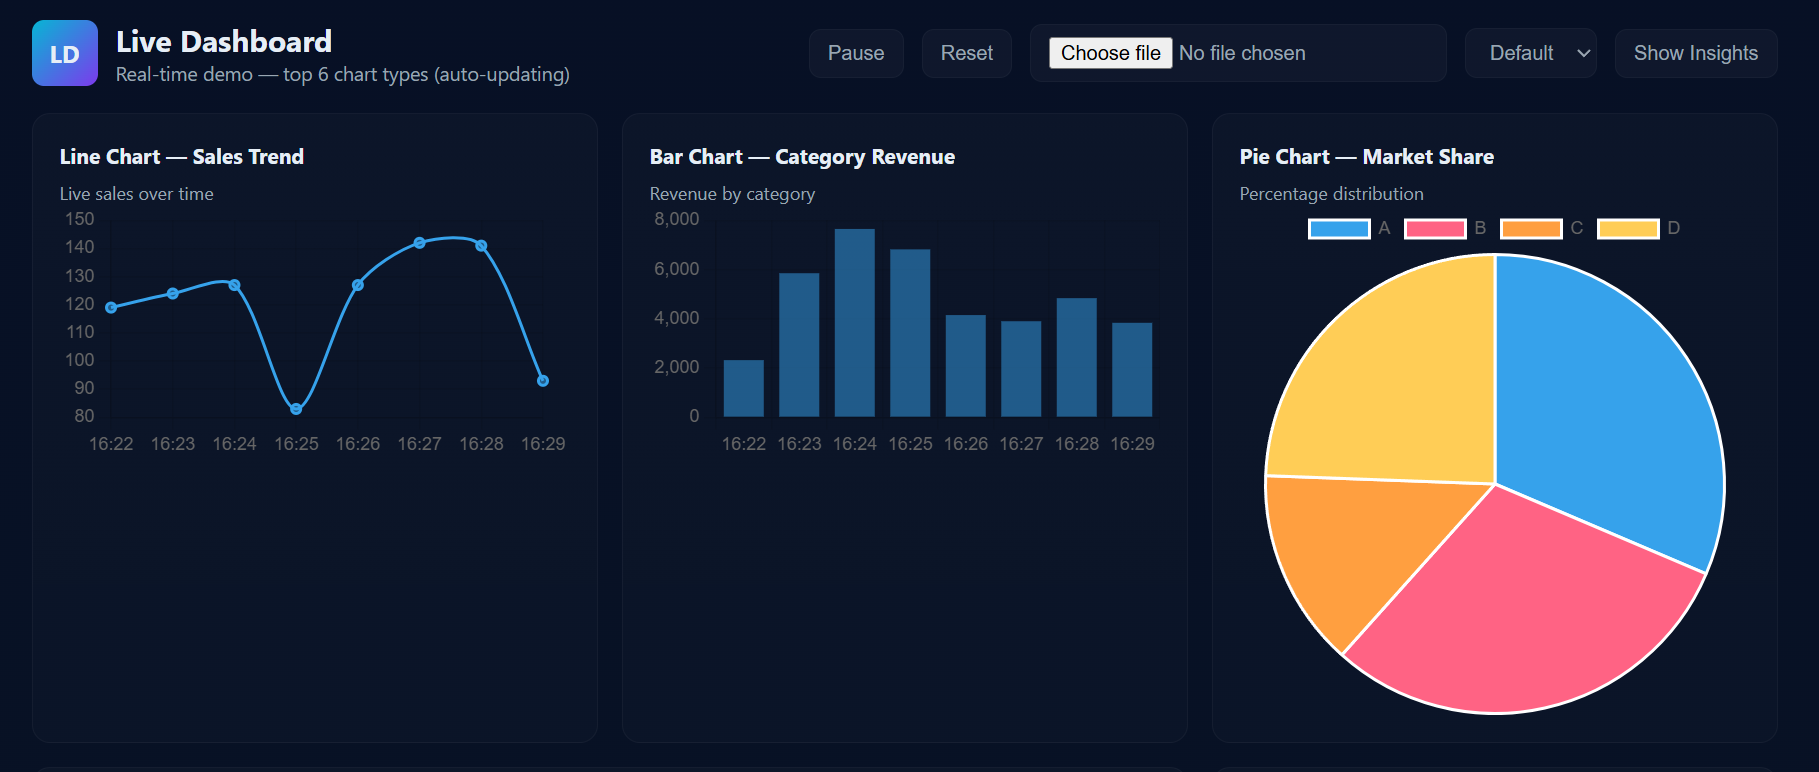 LD
Live Dashboard
Real-time demo — top 6 chart types (auto-updating)
Pause
Reset
Choose file No file chosen
Default
Show Insights
Line Chart — Sales Trend
Live sales over time
150
140
130
120
110
100
90
80
16:22 16:23 16:24 16:25 16:26 16:27 16:28 16:29
Bar Chart — Category Revenue
Revenue by category
8,000
6,000
4,000
2,000
0
16:22 16:23 16:24 16:25 16:26 16:27 16:28 16:29
Pie Chart — Market Share
Percentage distribution
A B C D